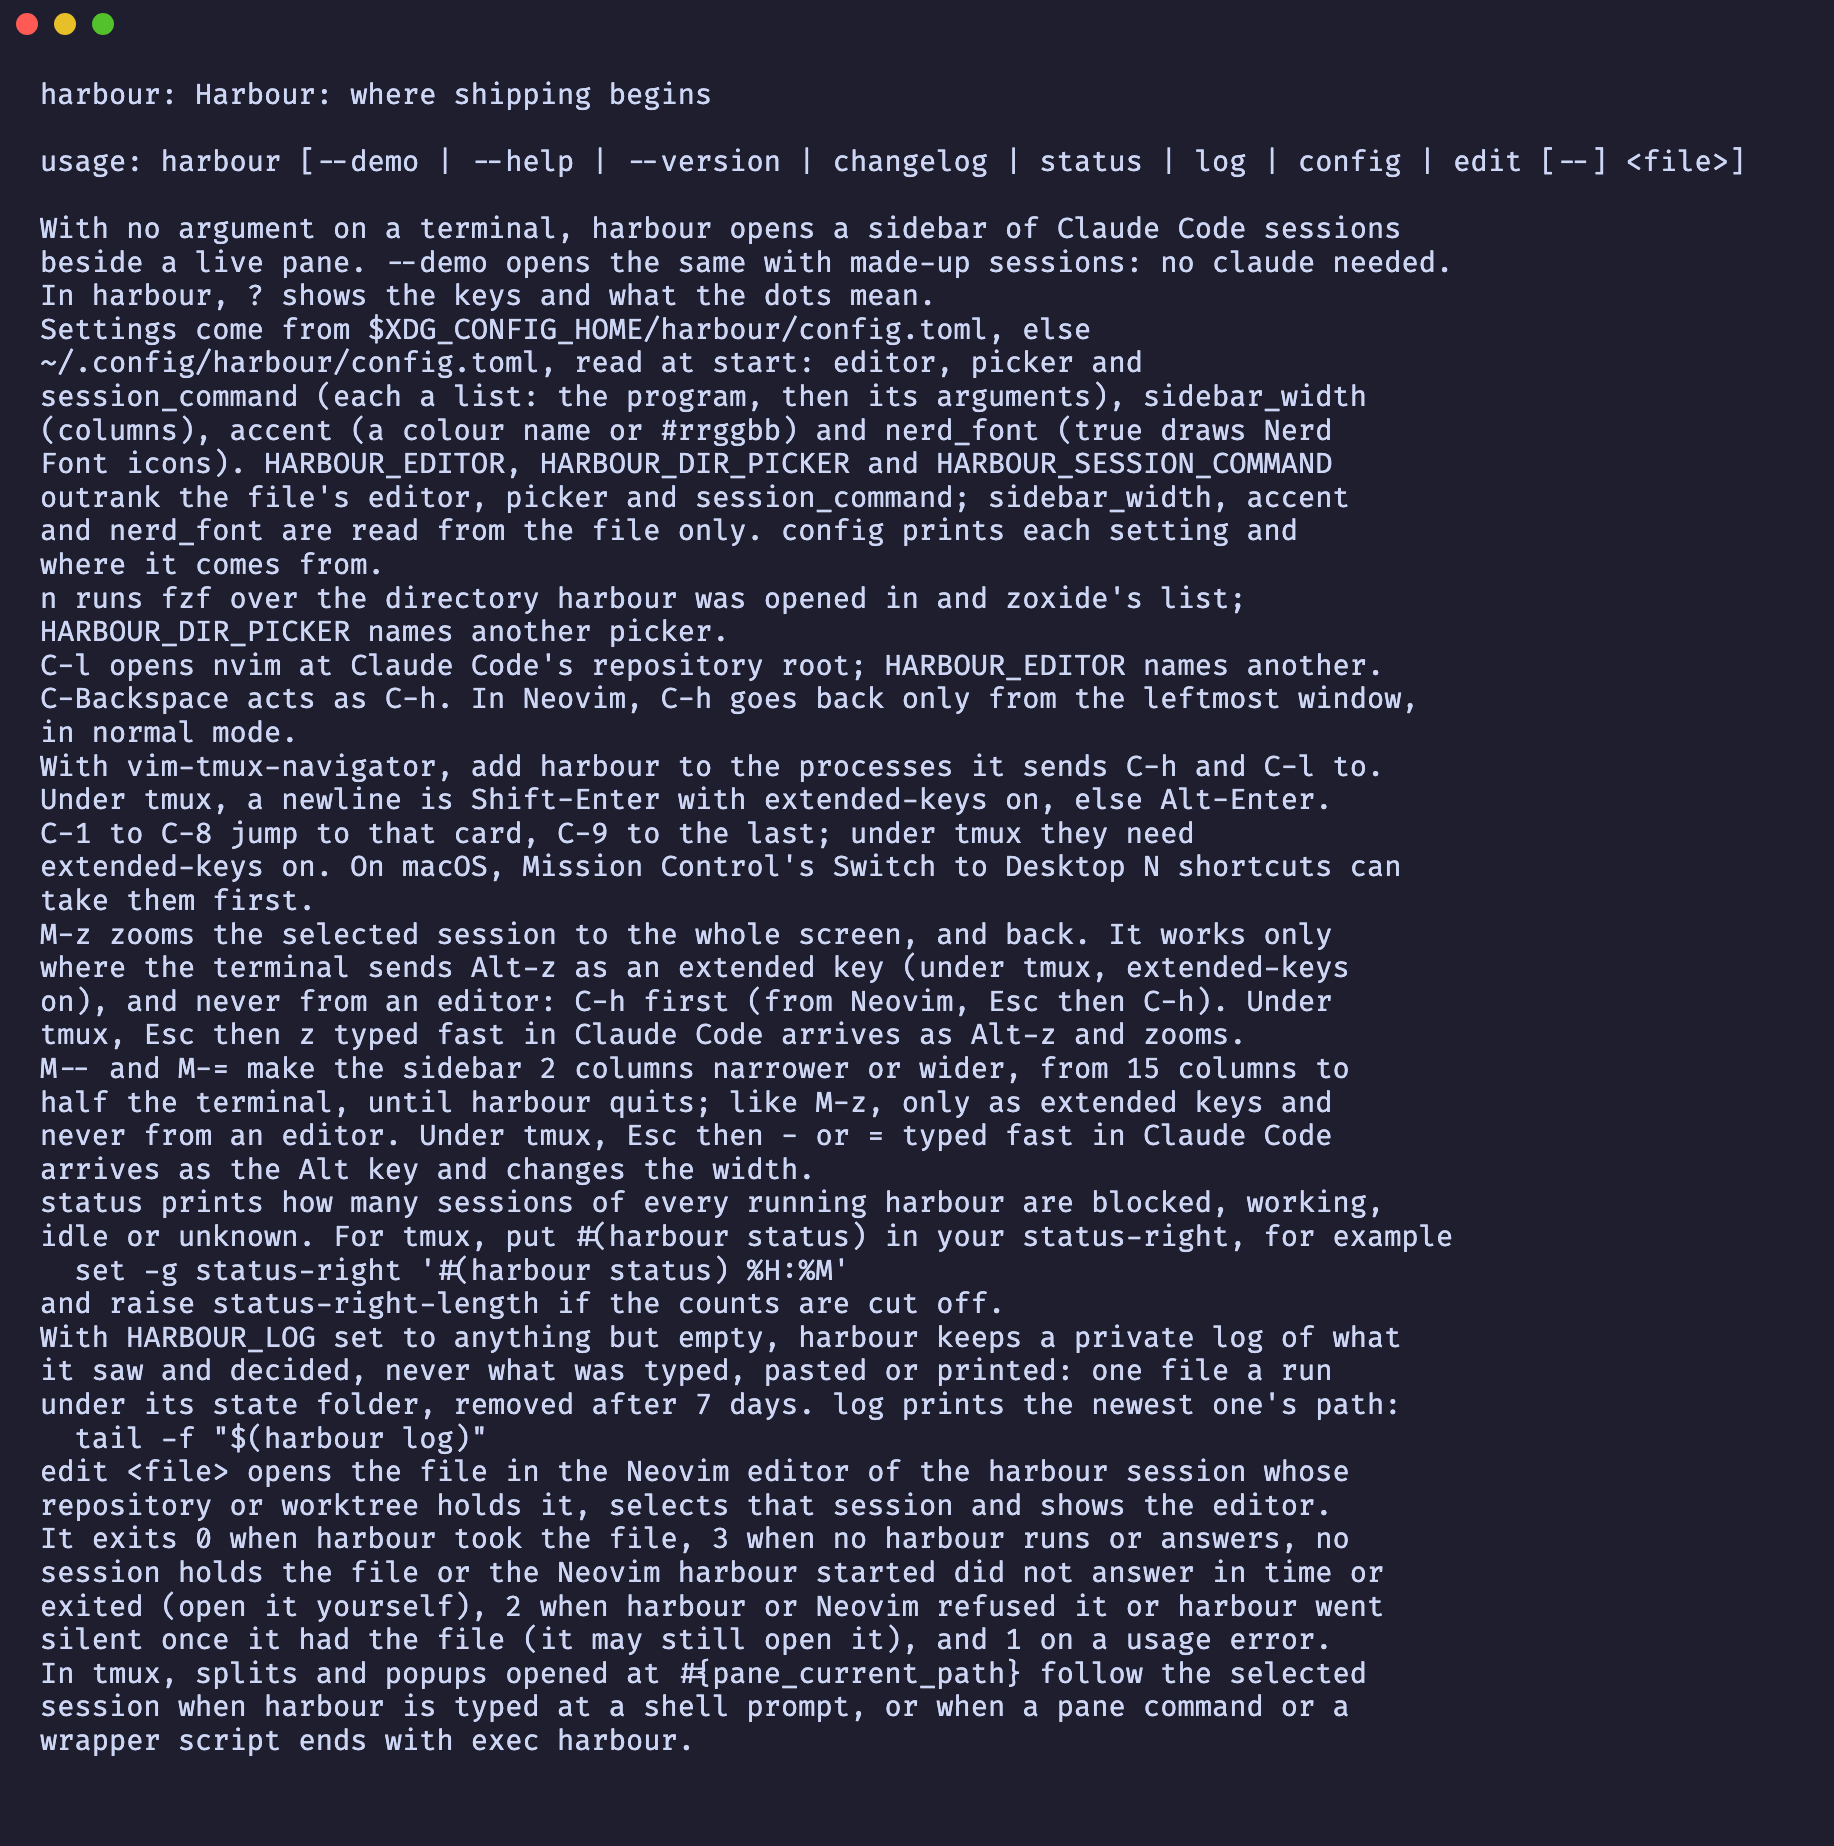 harbour: Harbour: where shipping begins
usage: harbour [--demo | --help | --version | changelog | status | log | config | edit [--] <file>]
With no argument on a terminal, harbour opens a sidebar of Claude Code sessions
beside a live pane. --demo opens the same with made-up sessions: no claude needed.
In harbour, ? shows the keys and what the dots mean.
Settings come from $XDG_CONFIG_HOME/harbour/config.toml, else
~/.config/harbour/config.toml, read at start: editor, picker and
session_command (each a list: the program, then its arguments), sidebar_width
(columns), accent (a colour name or #rrggbb) and nerd_font (true draws Nerd
Font icons). HARBOUR_EDITOR, HARBOUR_DIR_PICKER and HARBOUR_SESSION_COMMAND
outrank the file's editor, picker and session_command; sidebar_width, accent
and nerd_font are read from the file only. config prints each setting and
where it comes from.
n runs fzf over the directory harbour was opened in and zoxide's list;
HARBOUR_DIR_PICKER names another picker.
C-l opens nvim at Claude Code's repository root; HARBOUR_EDITOR names another.
C-Backspace acts as C-h. In Neovim, C-h goes back only from the leftmost window,
in normal mode.
With vim-tmux-navigator, add harbour to the processes it sends C-h and C-l to.
Under tmux, a newline is Shift-Enter with extended-keys on, else Alt-Enter.
C-1 to C-8 jump to that card, C-9 to the last; under tmux they need
extended-keys on. On macOS, Mission Control's Switch to Desktop N shortcuts can
take them first.
M-z zooms the selected session to the whole screen, and back. It works only
where the terminal sends Alt-z as an extended key (under tmux, extended-keys
on), and never from an editor: C-h first (from Neovim, Esc then C-h). Under
tmux, Esc then z typed fast in Claude Code arrives as Alt-z and zooms.
M-- and M-= make the sidebar 2 columns narrower or wider, from 15 columns to
half the terminal, until harbour quits; like M-z, only as extended keys and
never from an editor. Under tmux, Esc then - or = typed fast in Claude Code
arrives as the Alt key and changes the width.
status prints how many sessions of every running harbour are blocked, working,
idle or unknown. For tmux, put #(harbour status) in your status-right, for example
  set -g status-right '#(harbour status) %H:%M'
and raise status-right-length if the counts are cut off.
With HARBOUR_LOG set to anything but empty, harbour keeps a private log of what
it saw and decided, never what was typed, pasted or printed: one file a run
under its state folder, removed after 7 days. log prints the newest one's path:
  tail -f "$(harbour log)"
edit <file> opens the file in the Neovim editor of the harbour session whose
repository or worktree holds it, selects that session and shows the editor.
It exits 0 when harbour took the file, 3 when no harbour runs or answers, no
session holds the file or the Neovim harbour started did not answer in time or
exited (open it yourself), 2 when harbour or Neovim refused it or harbour went
silent once it had the file (it may still open it), and 1 on a usage error.
In tmux, splits and popups opened at #{pane_current_path} follow the selected
session when harbour is typed at a shell prompt, or when a pane command or a
wrapper script ends with exec harbour.